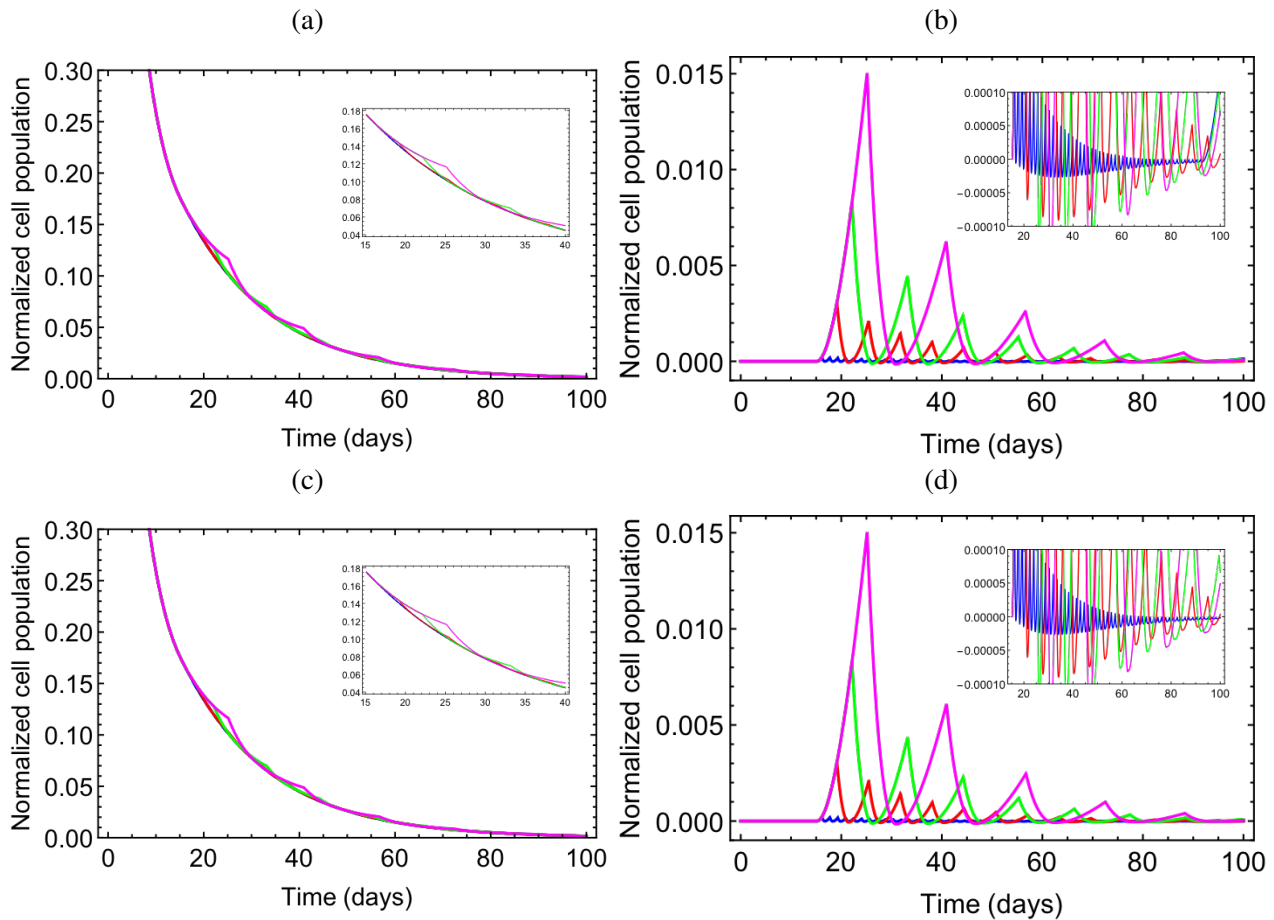 (a)
Normalized cell population
0.30
0.25
0.20
0.15
0.10
0.05
0.00
0.18
0.16
0.14
0.12
0.10
0.08
0.06
0.04
15 20 25 30 35 40
0 20 40 60 80 100
Time (days)
(b)
Normalized cell population
0.015
0.010
0.005
0.000
0.00010
0.00005
0.00000
−0.00005
−0.00010
20 40 60 80 100
0 20 40 60 80 100
Time (days)
(c)
Normalized cell population
0.30
0.25
0.20
0.15
0.10
0.05
0.00
0.18
0.16
0.14
0.12
0.10
0.08
0.06
0.04
15 20 25 30 35 40
0 20 40 60 80 100
Time (days)
(d)
Normalized cell population
0.015
0.010
0.005
0.000
0.00010
0.00005
0.00000
−0.00005
−0.00010
20 40 60 80 100
0 20 40 60 80 100
Time (days)